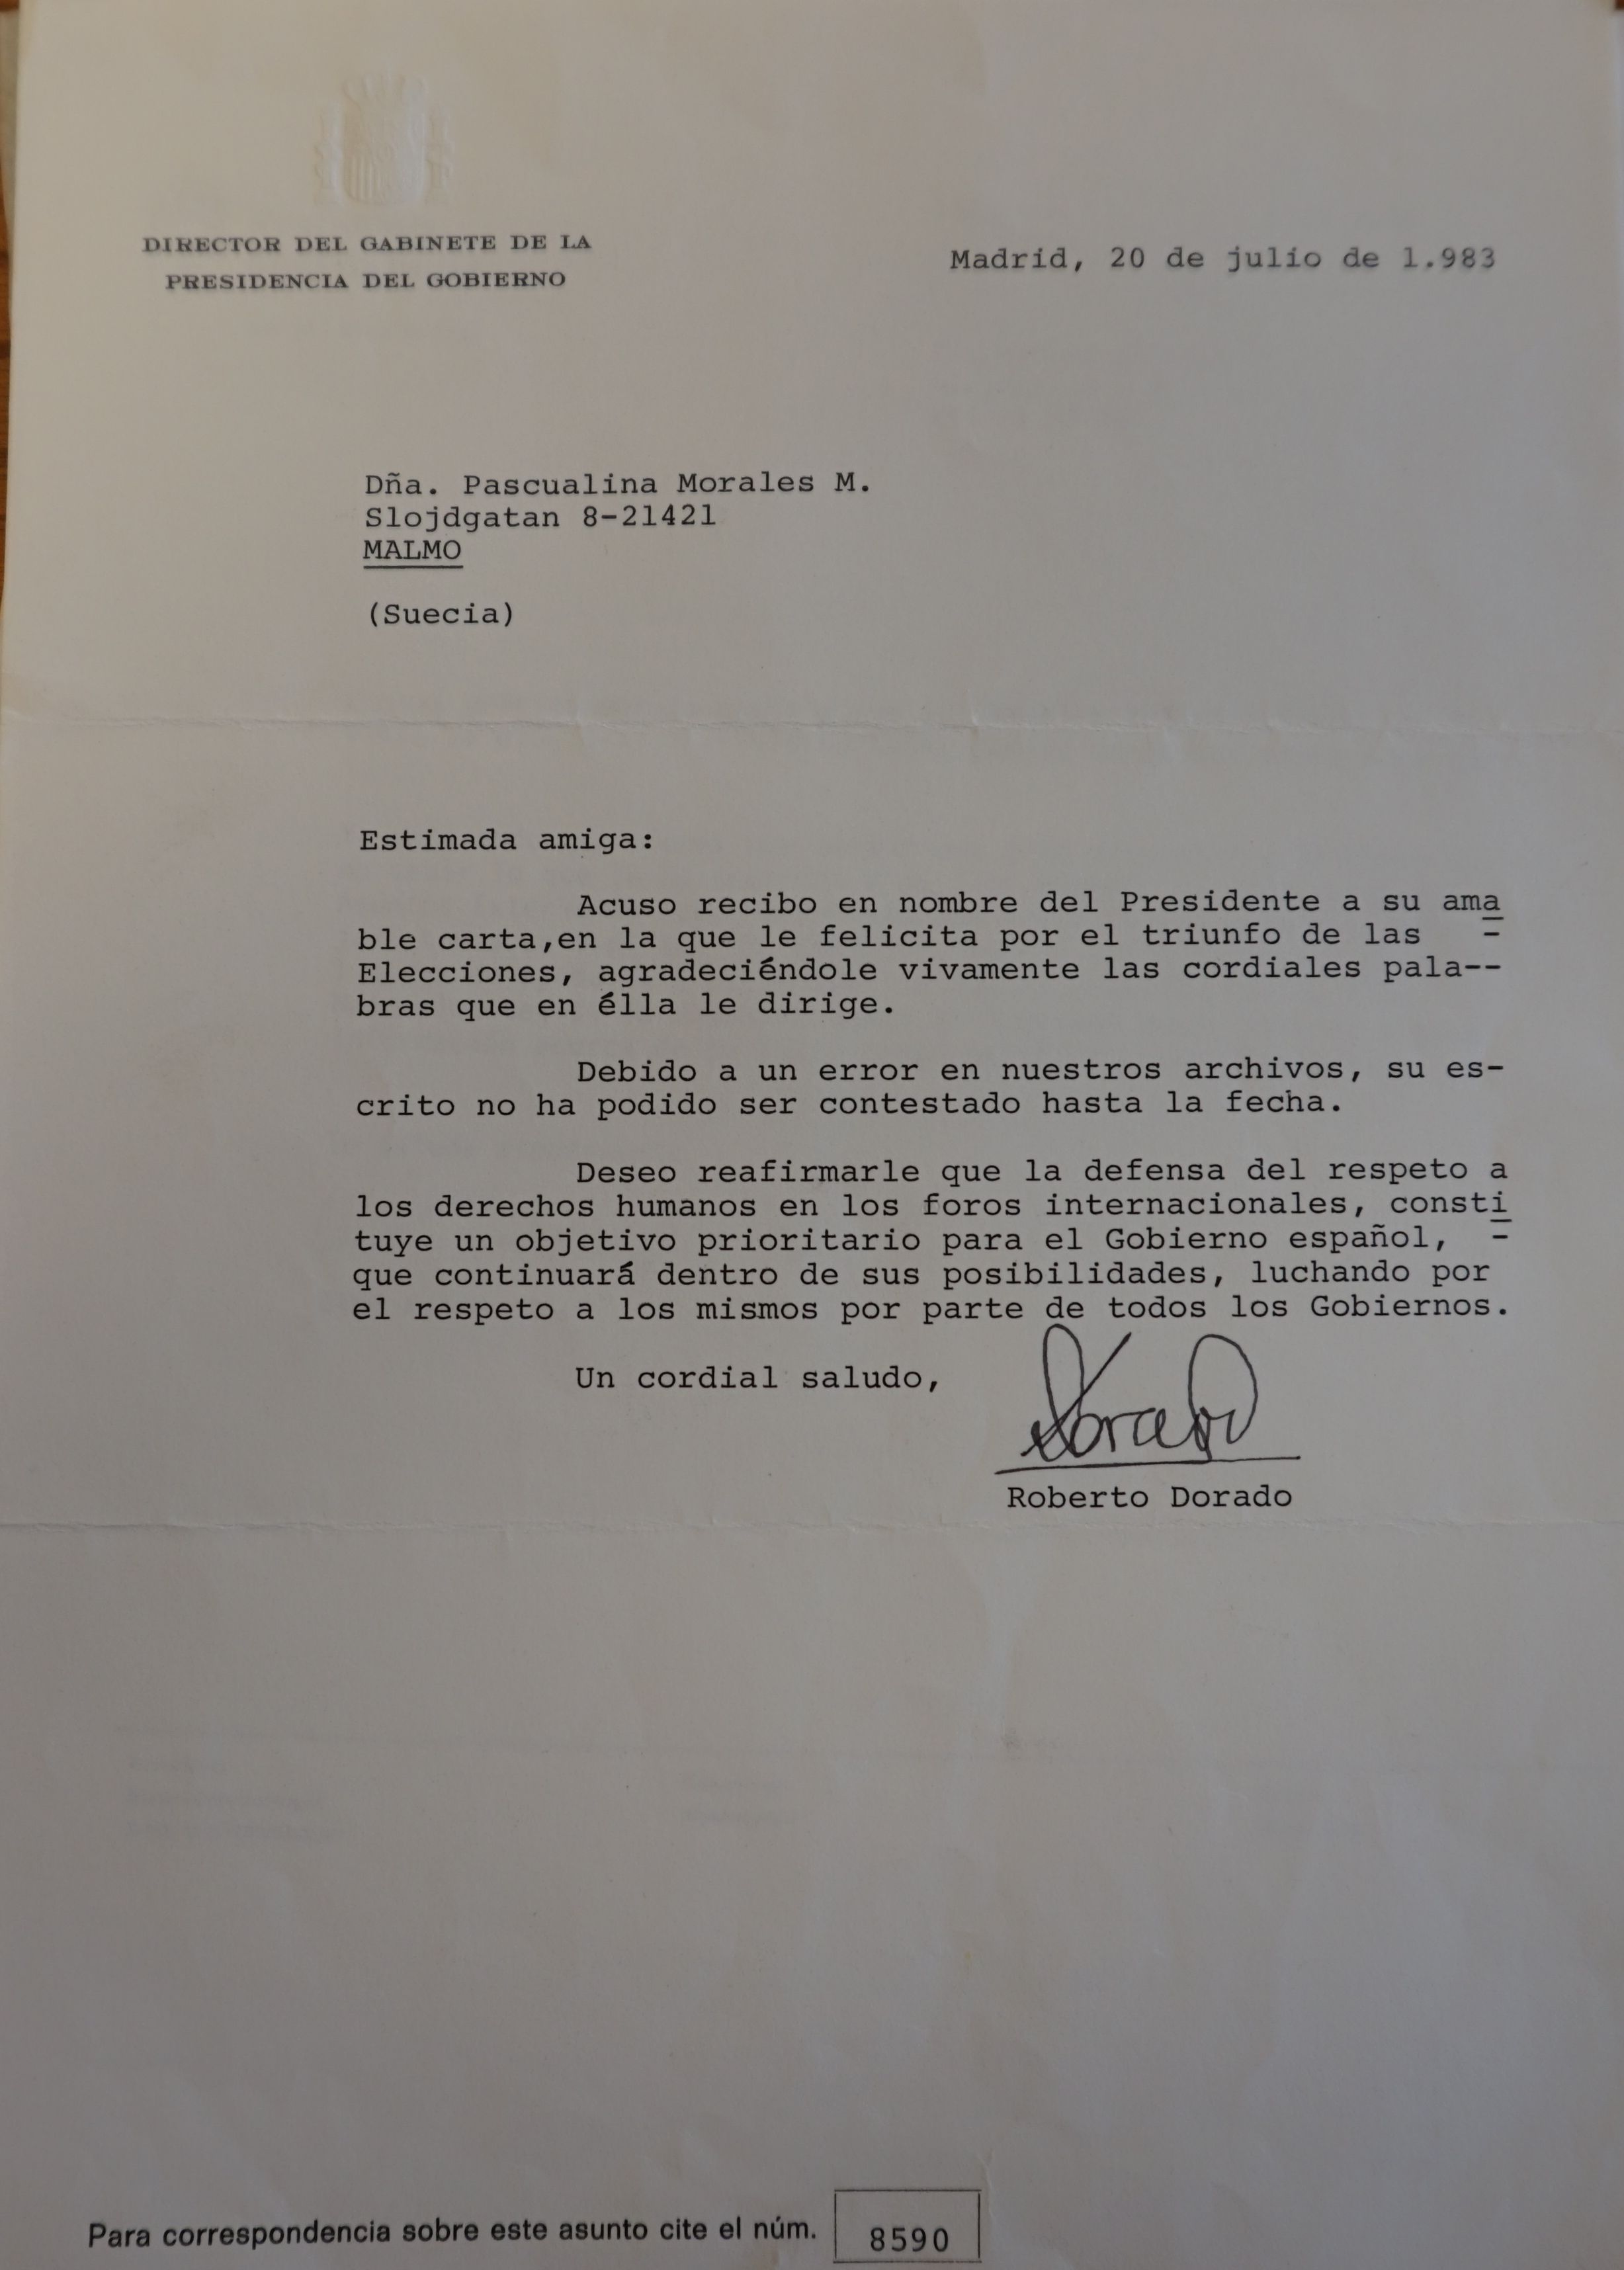 DIRECTOR DEL GABINETE DE LA
PRESIDENCIA DEL GOBIERNO
Madrid, 20 de julio de 1.983
Dña. Pascualina Morales M.
Slojdgatan 8-21421
MALMO
(Suecia)
Estimada amiga:
Acuso recibo en nombre del Presidente a su ama
ble carta,en la que le felicita por el triunfo de las -
Elecciones, agradeciéndole vivamente las cordiales pala--
bras que en élla le dirige.
Debido a un error en nuestros archivos, su es-
crito no ha podido ser contestado hasta la fecha.
Deseo reafirmarle que la defensa del respeto a
los derechos humanos en los foros internacionales, consti
tuye un objetivo prioritario para el Gobierno español, -
que continuará dentro de sus posibilidades, luchando por
el respeto a los mismos por parte de todos los Gobiernos.
Un cordial saludo,
Dorado
Roberto Dorado
Para correspondencia sobre este asunto cite el núm. 8590